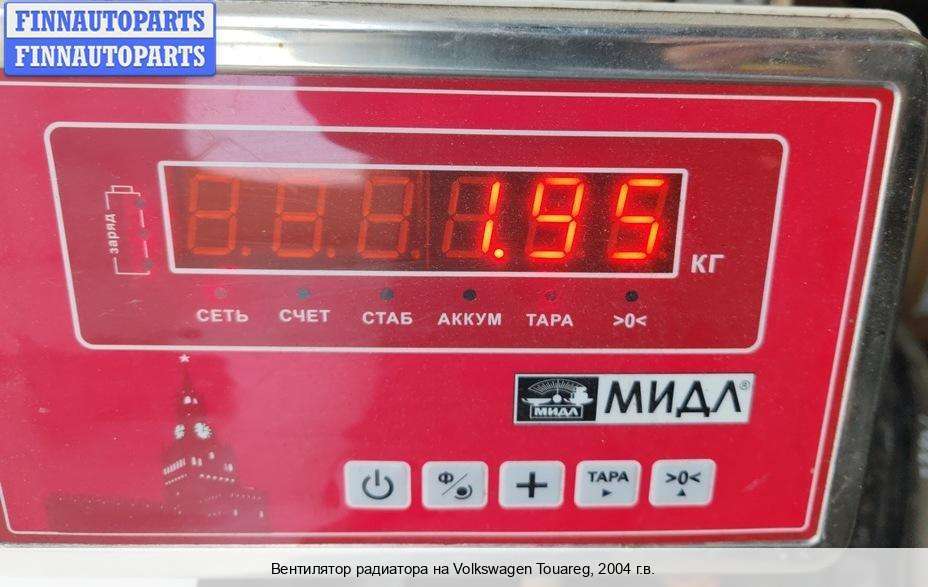 FINNAUTOPARTS
FINNAUTOPARTS
заряд
1.95
КГ
СЕТЬ СЧЕТ СТАБ АККУМ ТАРА >0<
МИДЛ МИДЛ®
Ф/ + ТАРА >0<
Вентилятор радиатора на Volkswagen Touareg, 2004 г.в.